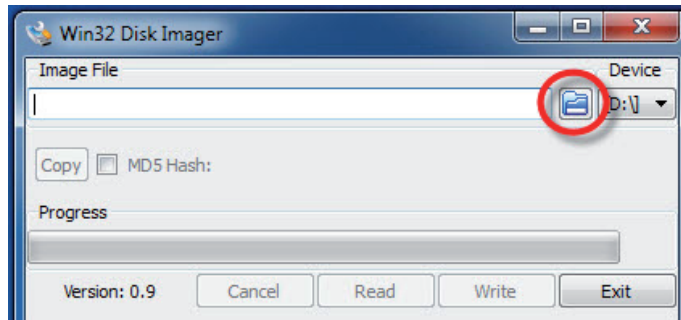 Win32 Disk Imager
Image File Device
[D:\]
Copy MD5 Hash:
Progress
Version: 0.9 Cancel Read Write Exit